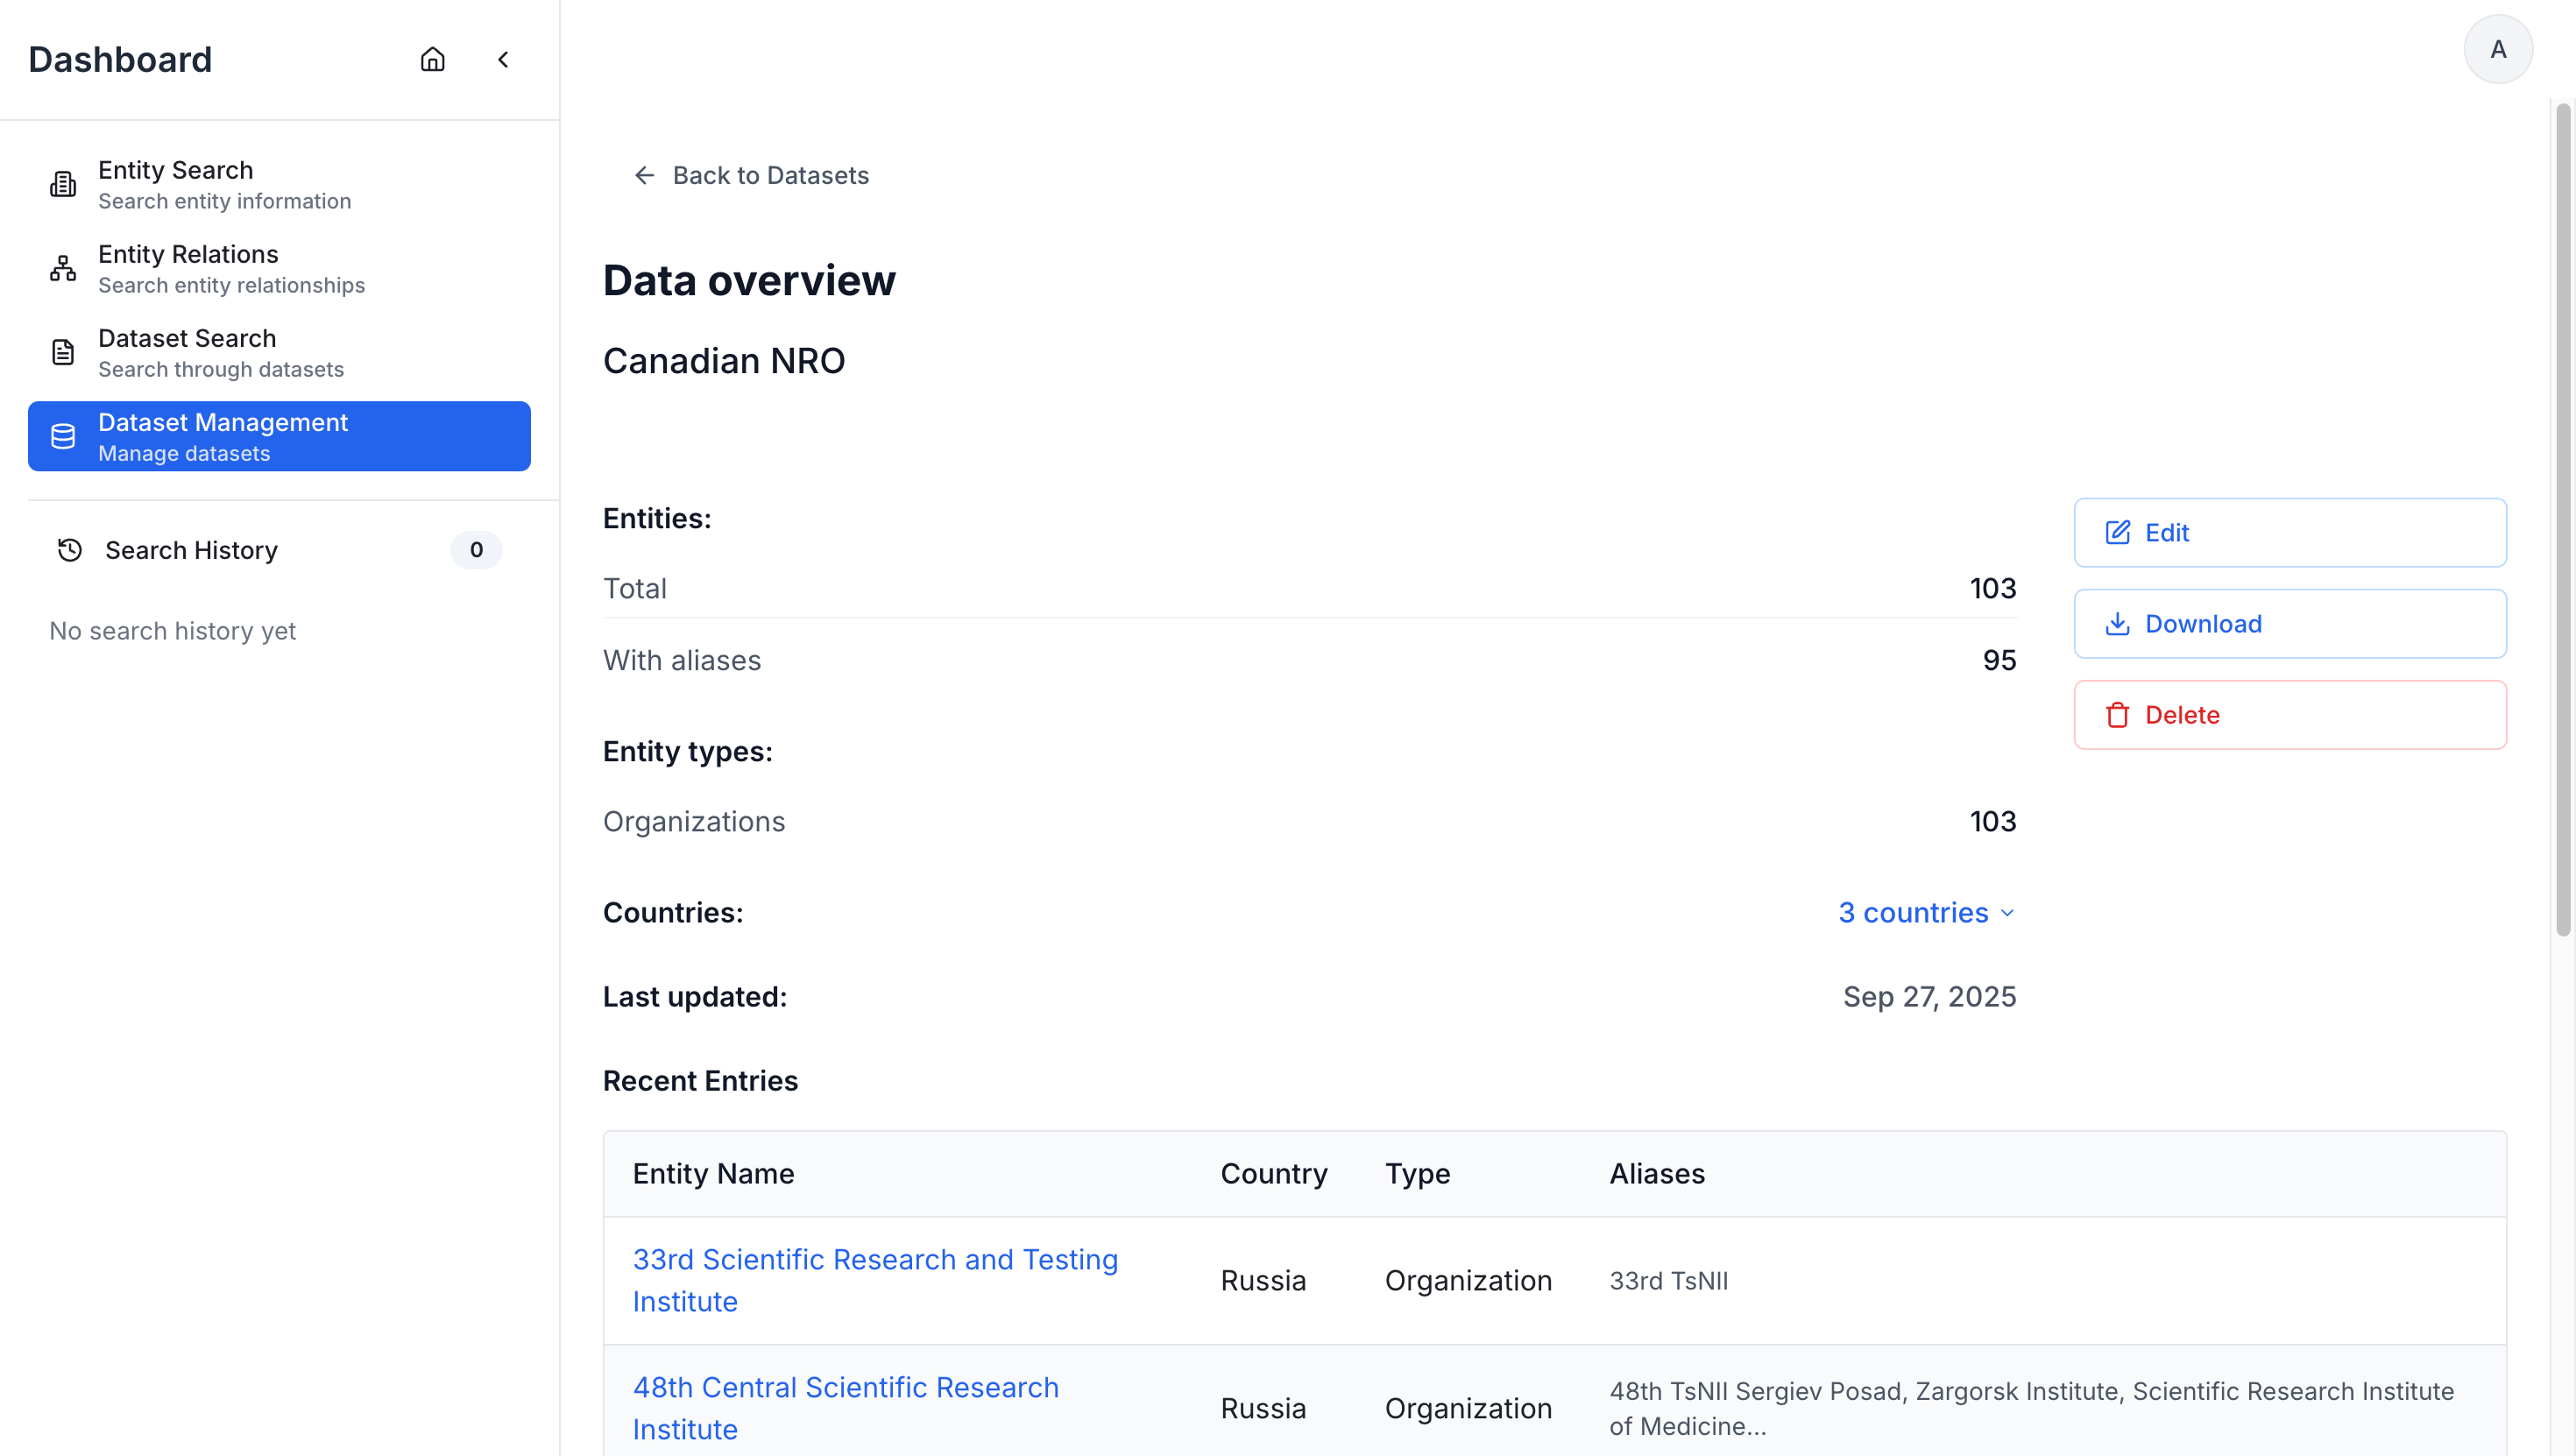 Dashboard
Entity Search
Search entity information
Entity Relations
Search entity relationships
Dataset Search
Search through datasets
Dataset Management
Manage datasets
Search History 0
No search history yet
A
Back to Datasets
Data overview
Canadian NRO
Entities:
Total 103
With aliases 95
Entity types:
Organizations 103
Countries: 3 countries
Last updated: Sep 27, 2025
Edit
Download
Delete
Recent Entries
Entity Name Country Type Aliases
33rd Scientific Research and Testing
Institute
Russia Organization 33rd TsNII
48th Central Scientific Research
Institute
Russia Organization
48th TsNII Sergiev Posad, Zargorsk Institute, Scientific Research Institute
of Medicine...